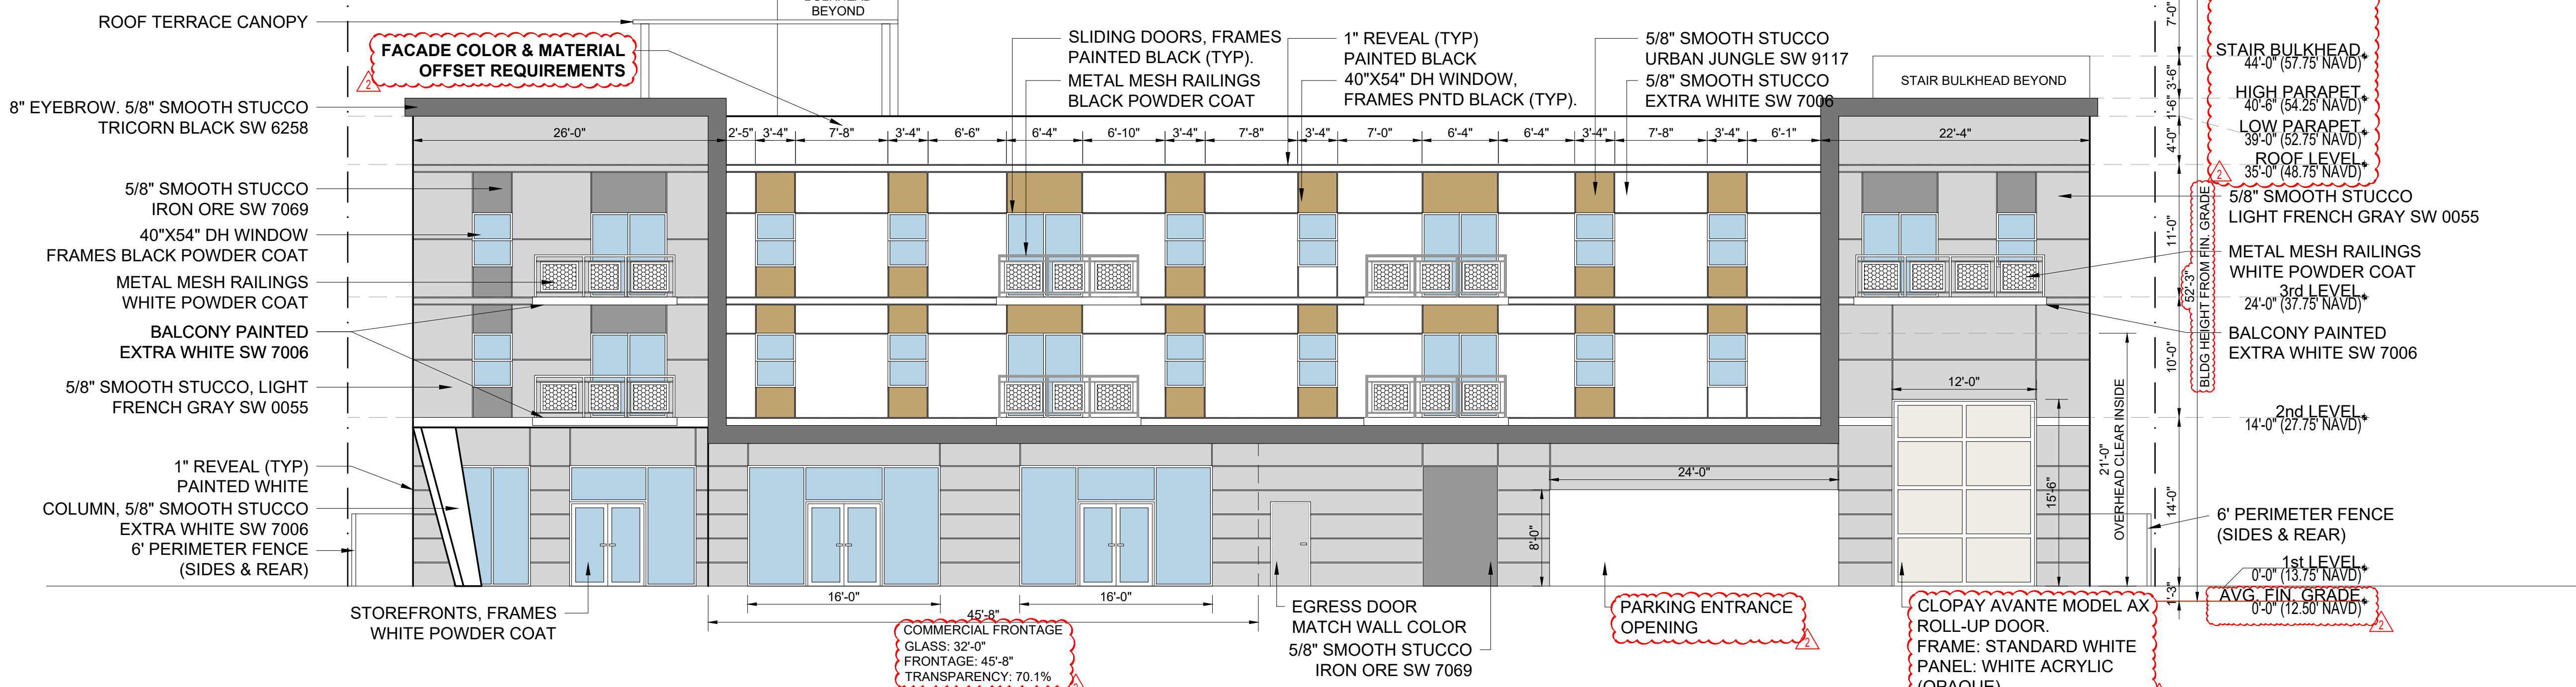 BULKHEAD
BEYOND
ROOF TERRACE CANOPY
FACADE COLOR & MATERIAL
OFFSET REQUIREMENTS
2
8" EYEBROW. 5/8" SMOOTH STUCCO
TRICORN BLACK SW 6258
5/8" SMOOTH STUCCO
IRON ORE SW 7069
40"X54" DH WINDOW
FRAMES BLACK POWDER COAT
METAL MESH RAILINGS
WHITE POWDER COAT
BALCONY PAINTED
EXTRA WHITE SW 7006
5/8" SMOOTH STUCCO, LIGHT
FRENCH GRAY SW 0055
1" REVEAL (TYP)
PAINTED WHITE
COLUMN, 5/8" SMOOTH STUCCO
EXTRA WHITE SW 7006
6' PERIMETER FENCE
(SIDES & REAR)
STOREFRONTS, FRAMES
WHITE POWDER COAT
SLIDING DOORS, FRAMES
PAINTED BLACK (TYP).
METAL MESH RAILINGS
BLACK POWDER COAT
1" REVEAL (TYP)
PAINTED BLACK
40"X54" DH WINDOW,
FRAMES PNTD BLACK (TYP).
5/8" SMOOTH STUCCO
URBAN JUNGLE SW 9117
5/8" SMOOTH STUCCO
EXTRA WHITE SW 7006
STAIR BULKHEAD BEYOND
26'-0" 2'-5" 3'-4" 7'-8" 3'-4" 6'-6" 6'-4" 6'-10" 3'-4" 7'-8" 3'-4" 7'-0" 6'-4" 6'-4" 3'-4" 7'-8" 3'-4" 6'-1" 22'-4"
12'-0"
24'-0"
8'-0"
15'-6"
21'-0"
OVERHEAD CLEAR INSIDE
16'-0"
16'-0"
45'-8"
COMMERCIAL FRONTAGE
GLASS: 32'-0"
FRONTAGE: 45'-8"
TRANSPARENCY: 70.1%
2
EGRESS DOOR
MATCH WALL COLOR
5/8" SMOOTH STUCCO
IRON ORE SW 7069
PARKING ENTRANCE
OPENING
2
CLOPAY AVANTE MODEL AX
ROLL-UP DOOR.
FRAME: STANDARD WHITE
PANEL: WHITE ACRYLIC
(OPAQUE)
7'-0"
3'-6"
1'-6"
4'-0"
11'-0"
10'-0"
14'-0"
1'-3"
52'-3"
BLDG HEIGHT FROM FIN. GRADE
STAIR BULKHEAD
44'-0" (57.75' NAVD)
HIGH PARAPET
40'-6" (54.25' NAVD)
LOW PARAPET
39'-0" (52.75' NAVD)
ROOF LEVEL
35'-0" (48.75' NAVD)
2
5/8" SMOOTH STUCCO
LIGHT FRENCH GRAY SW 0055
METAL MESH RAILINGS
WHITE POWDER COAT
3rd LEVEL
24'-0" (37.75' NAVD)
BALCONY PAINTED
EXTRA WHITE SW 7006
2nd LEVEL
14'-0" (27.75' NAVD)
6' PERIMETER FENCE
(SIDES & REAR)
1st LEVEL
0'-0" (13.75' NAVD)
AVG. FIN. GRADE
0'-0" (12.50' NAVD)
2